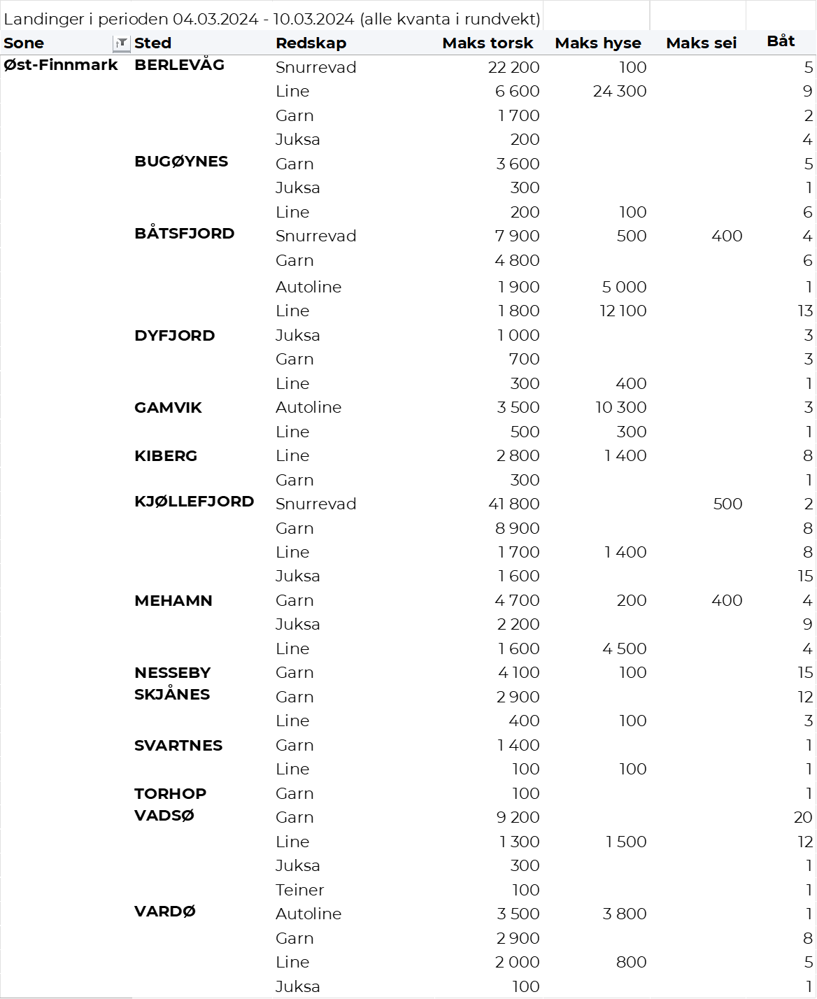 Landinger i perioden 04.03.2024 - 10.03.2024 (alle kvanta i rundvekt)
Sone Sted Redskap Maks torsk Maks hyse Maks sei Båt
Øst-Finnmark BERLEVÅG Snurrevad 22 200 100 5
Line 6 600 24 300 9
Garn 1 700 2
Juksa 200 4
BUGØYNES Garn 3 600 5
Juksa 300 1
Line 200 100 6
BÅTSFJORD Snurrevad 7 900 500 400 4
Garn 4 800 6
Autoline 1 900 5 000 1
Line 1 800 12 100 13
DYFJORD Juksa 1 000 3
Garn 700 3
Line 300 400 1
GAMVIK Autoline 3 500 10 300 3
Line 500 300 1
KIBERG Line 2 800 1 400 8
Garn 300 1
KJØLLEFJORD Snurrevad 41 800 500 2
Garn 8 900 8
Line 1 700 1 400 8
Juksa 1 600 15
MEHAMN Garn 4 700 200 400 4
Juksa 2 200 9
Line 1 600 4 500 4
NESSEBY Garn 4 100 100 15
SKJÅNES Garn 2 900 12
Line 400 100 3
SVARTNES Garn 1 400 1
Line 100 100 1
TORHOP Garn 100 1
VADSØ Garn 9 200 20
Line 1 300 1 500 12
Juksa 300 1
Teiner 100 1
VARDØ Autoline 3 500 3 800 1
Garn 2 900 8
Line 2 000 800 5
Juksa 100 1